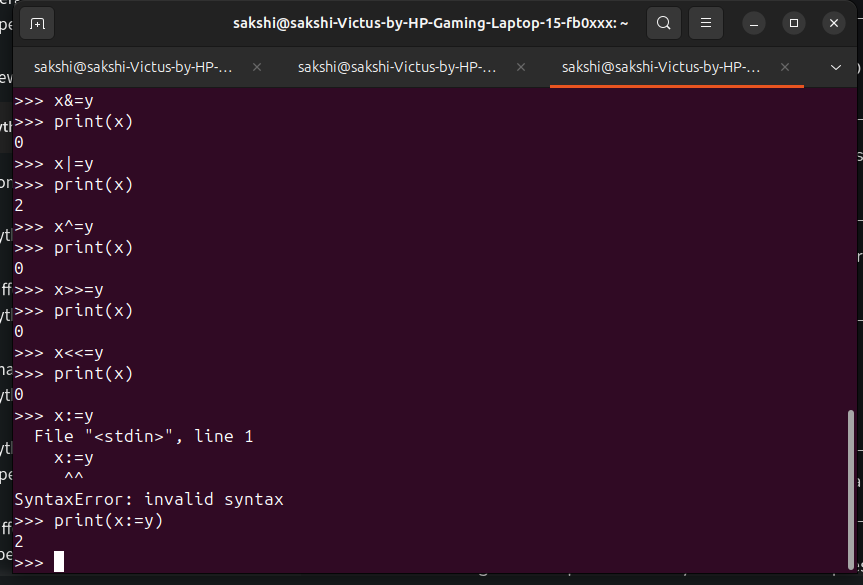 sakshi@sakshi-Victus-by-HP-Gaming-Laptop-15-fb0xxx: ~
sakshi@sakshi-Victus-by-HP-...
sakshi@sakshi-Victus-by-HP-...
sakshi@sakshi-Victus-by-HP-...
>>> x&=y
>>> print(x)
0
>>> x|=y
>>> print(x)
2
>>> x^=y
>>> print(x)
0
>>> x>>=y
>>> print(x)
0
>>> x<<=y
>>> print(x)
0
>>> x:=y
  File "<stdin>", line 1
    x:=y
     ^^
SyntaxError: invalid syntax
>>> print(x:=y)
2
>>>